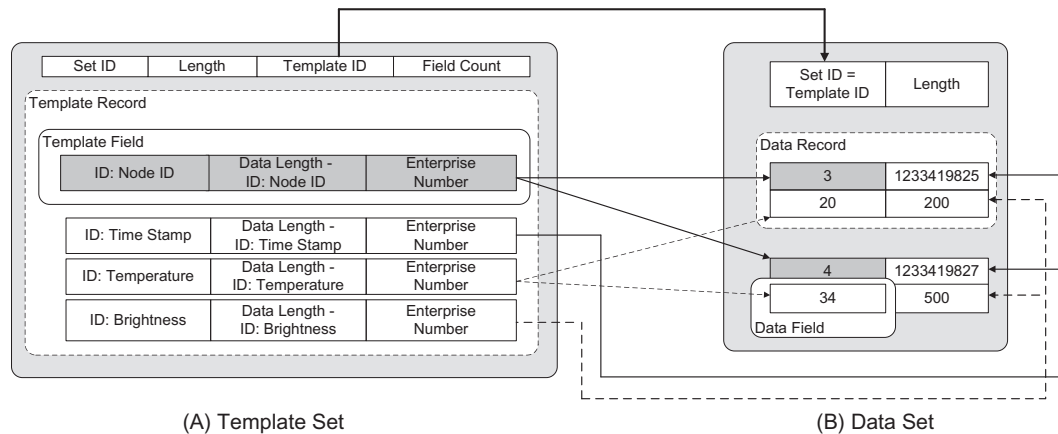 Set ID
Length
Template ID
Field Count
Template Record
Template Field
ID: Node ID
Data Length -
ID: Node ID
Enterprise
Number
ID: Time Stamp
Data Length -
ID: Time Stamp
Enterprise
Number
ID: Temperature
Data Length -
ID: Temperature
Enterprise
Number
ID: Brightness
Data Length -
ID: Brightness
Enterprise
Number
(A) Template Set
Set ID =
Template ID
Length
Data Record
3
1233419825
20
200
4
1233419827
34
500
Data Field
(B) Data Set